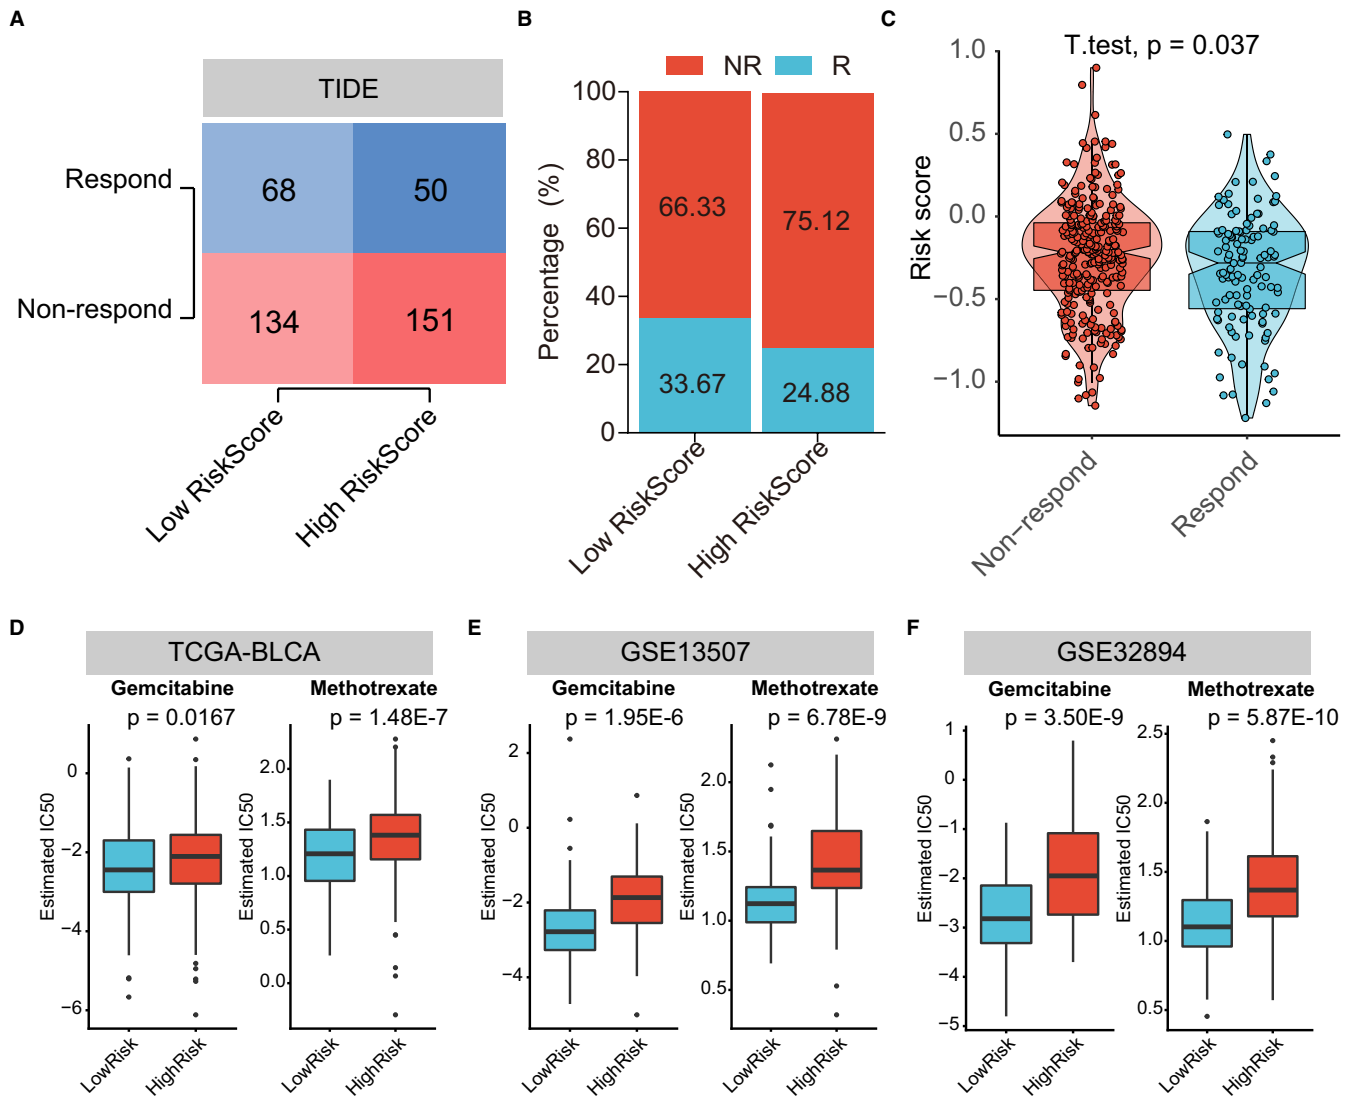 A
TIDE
Respond
Non-respond
68
50
134
151
Low RiskScore
High RiskScore
B
NR
R
Percentage (%)
100
80
60
40
20
0
66.33
75.12
33.67
24.88
Low RiskScore
High RiskScore
C
T.test, p = 0.037
Risk score
1.0
0.5
0.0
−0.5
−1.0
Non−respond
Respond
D
TCGA-BLCA
Gemcitabine
p = 0.0167
Estimated IC50
0
−2
−4
−6
LowRisk
HighRisk
Methotrexate
p = 1.48E-7
Estimated IC50
2.0
1.5
1.0
0.5
0.0
LowRisk
HighRisk
E
GSE13507
Gemcitabine
p = 1.95E-6
Estimated IC50
2
0
−2
−4
LowRisk
HighRisk
Methotrexate
p = 6.78E-9
Estimated IC50
2.0
1.5
1.0
0.5
LowRisk
HighRisk
F
GSE32894
Gemcitabine
p = 3.50E-9
Estimated IC50
1
0
−1
−2
−3
−4
−5
LowRisk
HighRisk
Methotrexate
p = 5.87E-10
Estimated IC50
2.5
2.0
1.5
1.0
0.5
LowRisk
HighRisk